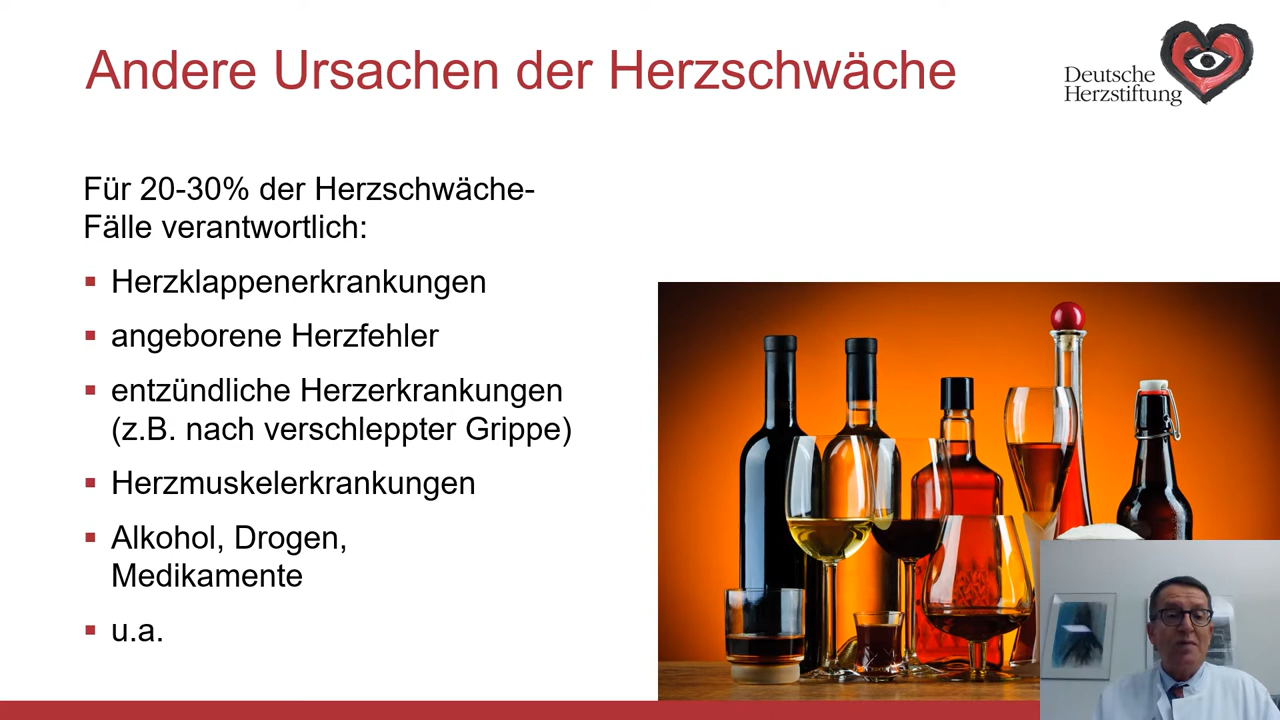 Andere Ursachen der Herzschwäche
Deutsche
Herzstiftung
Für 20-30% der Herzschwäche-
Fälle verantwortlich:
Herzklappenerkrankungen
angeborene Herzfehler
entzündliche Herzerkrankungen
(z.B. nach verschleppter Grippe)
Herzmuskelerkrankungen
Alkohol, Drogen,
Medikamente
u.a.